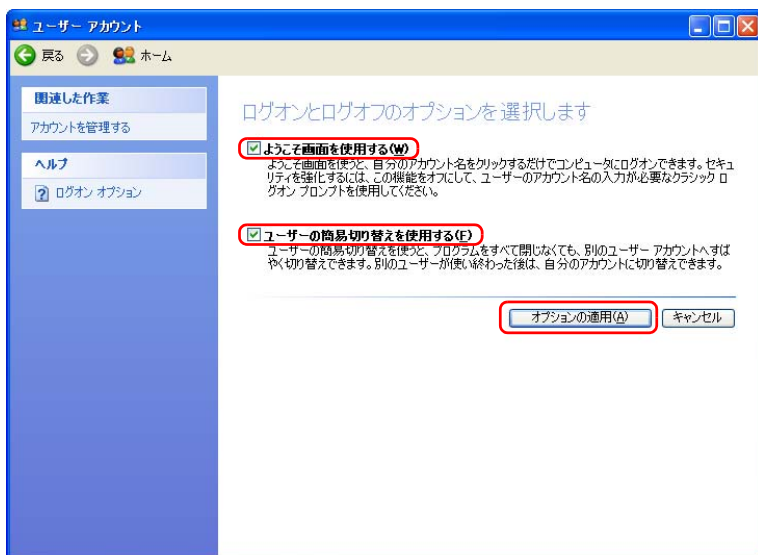 ユーザー アカウント
戻る
ホーム
関連した作業
アカウントを管理する
ヘルプ
ログオン オプション
ログオンとログオフのオプションを選択します
ようこそ画面を使用する(W)
ようこそ画面を使うと、自分のアカウント名をクリックするだけでコンピュータにログオンできます。セキュ
リティを強化するには、この機能をオフにして、ユーザーのアカウント名の入力が必要なクラシック ロ
グオン プロンプトを使用してください。
ユーザーの簡易切り替えを使用する(F)
ユーザーの簡易切り替えを使うと、プログラムをすべて閉じなくても、別のユーザー アカウントへすば
やく切り替えできます。別のユーザーが使い終わった後は、自分のアカウントに切り替えできます。
オプションの適用(A)
キャンセル